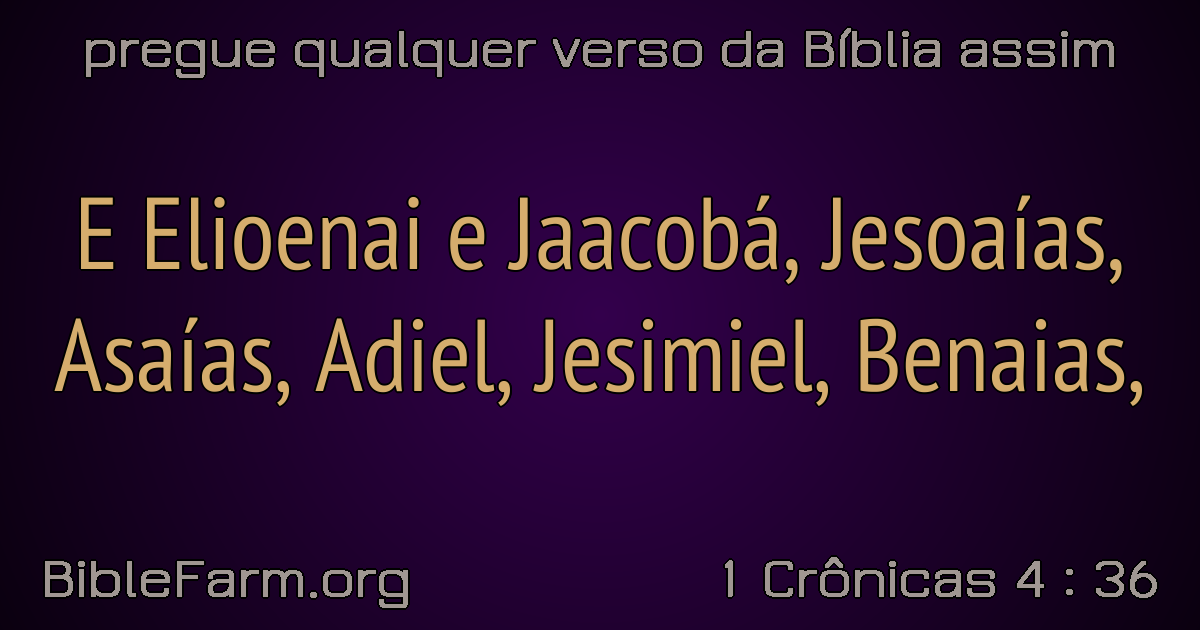 pregue qualquer verso da Bíblia assim
E Elioenai e Jaacobá, Jesoaías,
Asaías, Adiel, Jesimiel, Benaias,
BibleFarm.org
1 Crônicas 4 : 36